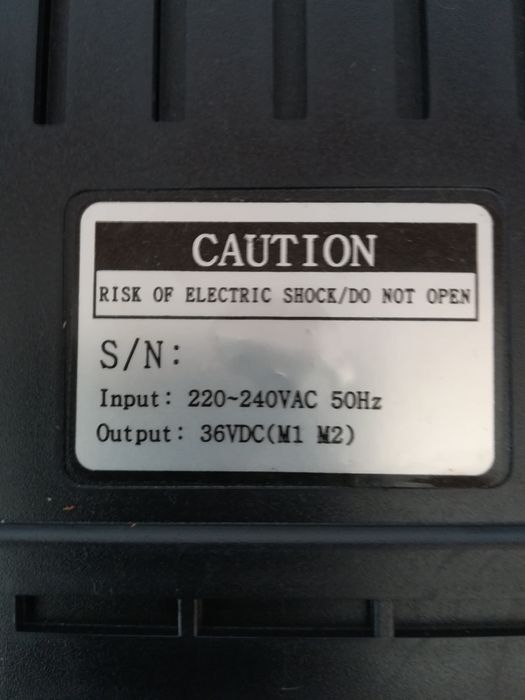 CAUTION
RISK OF ELECTRIC SHOCK/DO NOT OPEN
S/N:
Input: 220~240VAC 50Hz
Output: 36VDC(M1 M2)